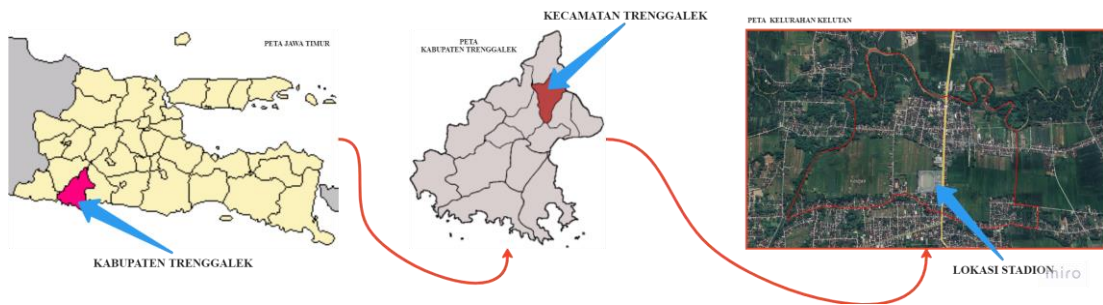 PETA JAWA TIMUR
KABUPATEN TRENGGALEK
PETA
KABUPATEN TRENGGALEK
KECAMATAN TRENGGALEK
PETA KELURAHAN KELUTAN
LOKASI STADION
miro